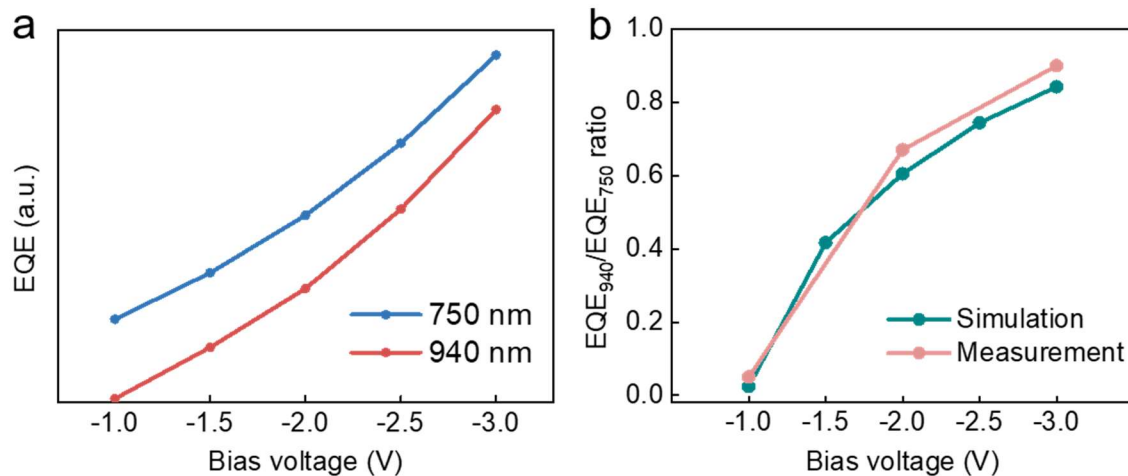 a
EQE (a.u.)
750 nm
940 nm
-1.0 -1.5 -2.0 -2.5 -3.0
Bias voltage (V)
b
EQE₉₄₀/EQE₇₅₀ ratio
1.0
0.8
0.6
0.4
0.2
0.0
Simulation
Measurement
-1.0 -1.5 -2.0 -2.5 -3.0
Bias voltage (V)